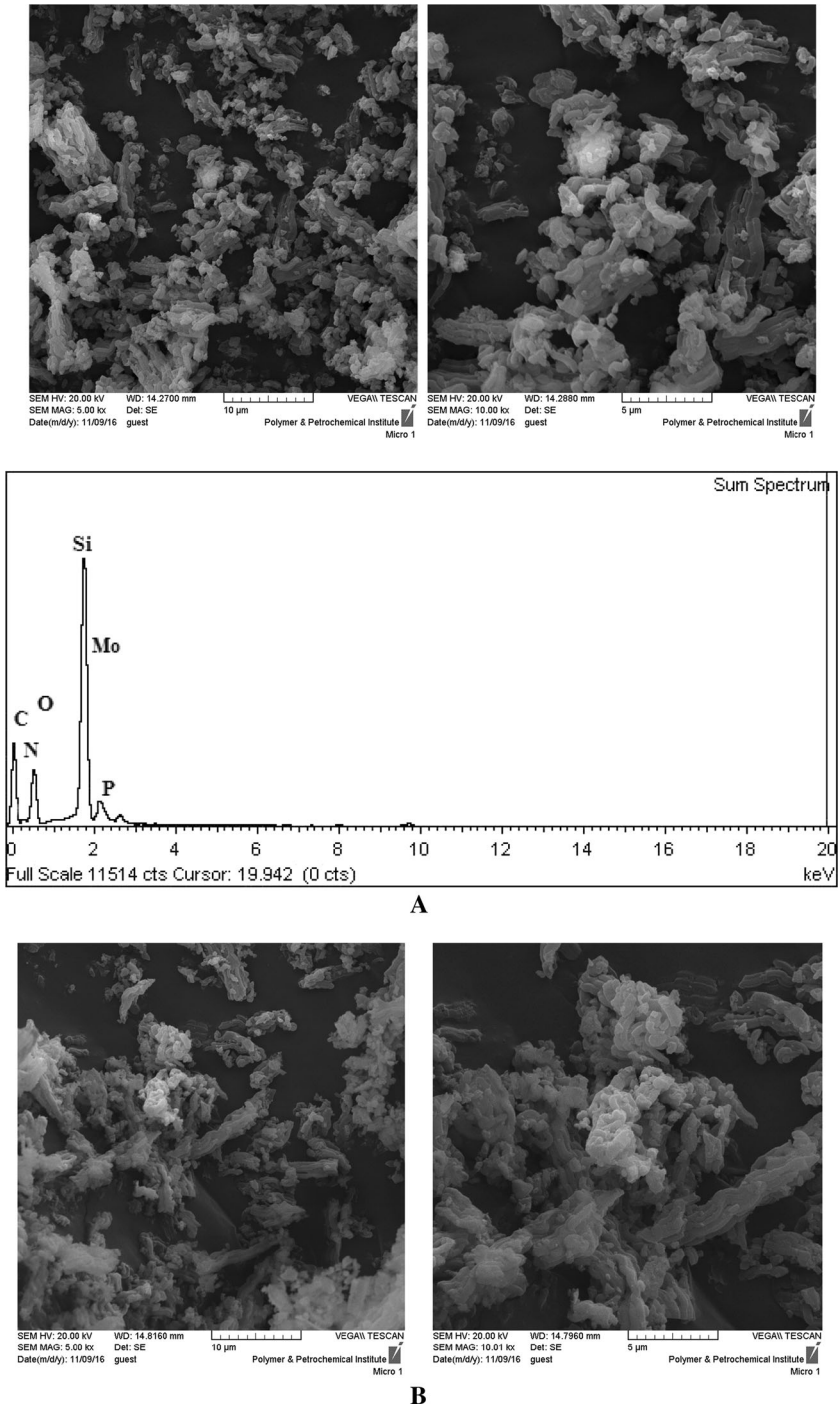 SEM HV: 20.00 kV WD: 14.2700 mm VEGA\\ TESCAN
SEM MAG: 5.00 kx Det: SE 10 µm
Date(m/d/y): 11/09/16 guest Polymer & Petrochemical Institute
Micro 1
SEM HV: 20.00 kV WD: 14.2880 mm VEGA\\ TESCAN
SEM MAG: 10.00 kx Det: SE 5 µm
Date(m/d/y): 11/09/16 guest Polymer & Petrochemical Institute
Micro 1
Sum Spectrum
Si
Mo
O
C
N
P
0 2 4 6 8 10 12 14 16 18 20
Full Scale 11514 cts Cursor: 19.942 (0 cts) keV
A
SEM HV: 20.00 kV WD: 14.8160 mm VEGA\\ TESCAN
SEM MAG: 5.00 kx Det: SE 10 µm
Date(m/d/y): 11/09/16 guest Polymer & Petrochemical Institute
Micro 1
SEM HV: 20.00 kV WD: 14.7960 mm VEGA\\ TESCAN
SEM MAG: 10.01 kx Det: SE 5 µm
Date(m/d/y): 11/09/16 guest Polymer & Petrochemical Institute
Micro 1
B